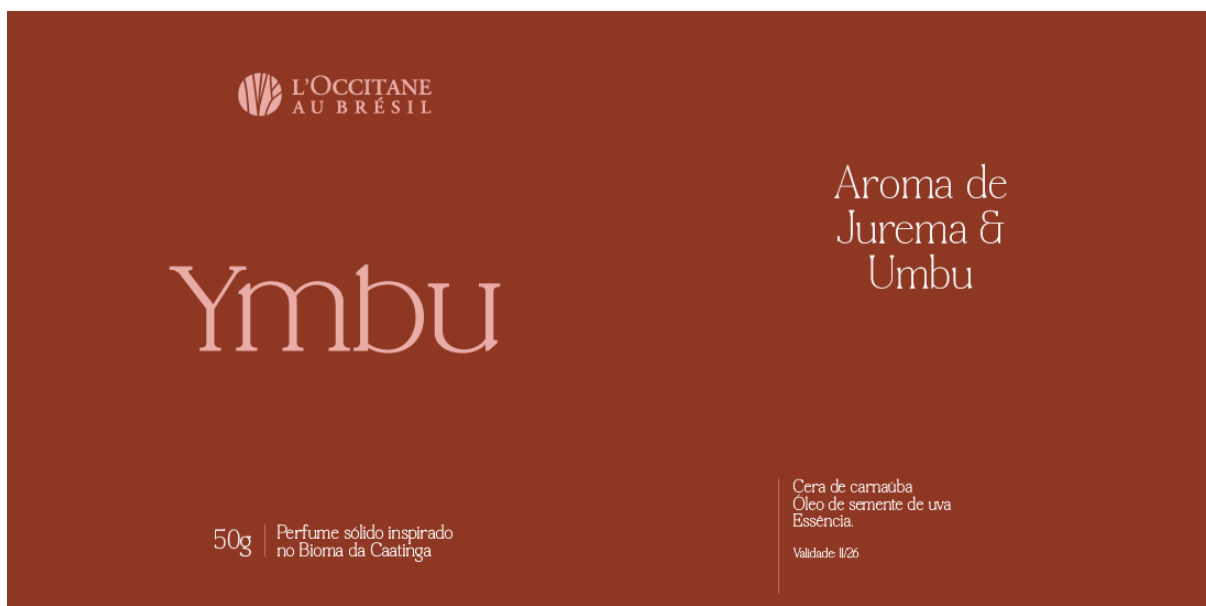 L'OCCITANE
AU BRÉSIL
Ymbu
50g
Perfume sólido inspirado
no Bioma da Caatinga
Aroma de
Jurema &
Umbu
Cera de carnaúba
Óleo de semente de uva
Essência.
Validade: 11/26